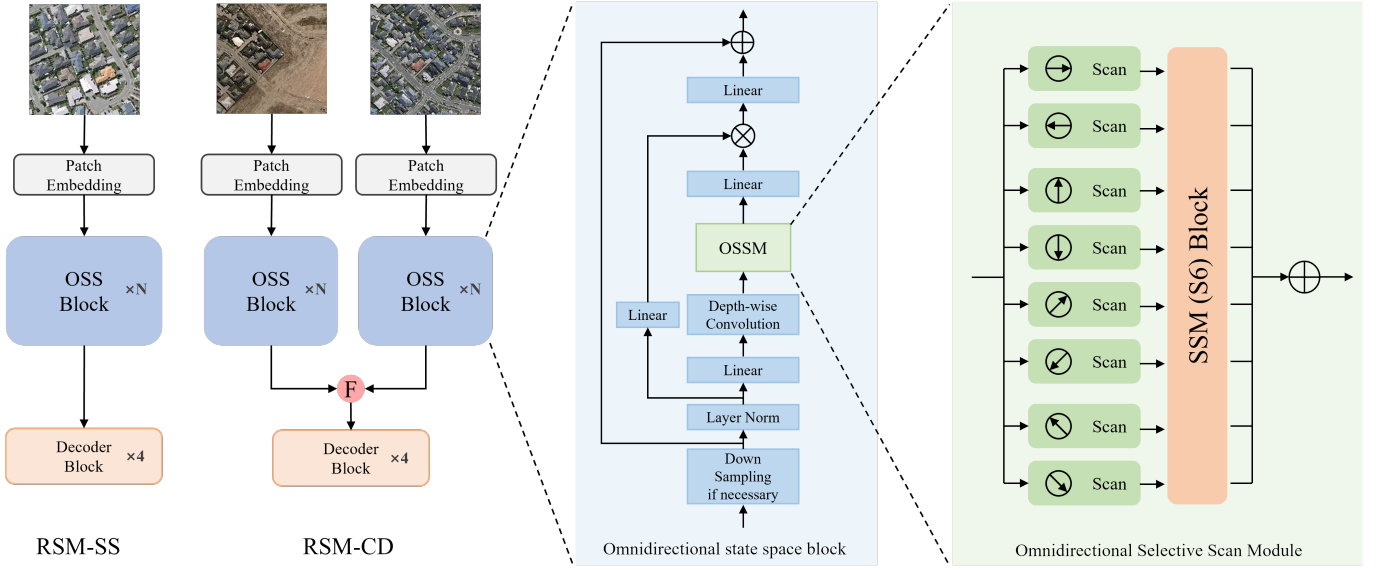 Patch
Embedding
OSS
Block
×N
Decoder
Block
×4
RSM-SS
Patch
Embedding
Patch
Embedding
OSS
Block
×N
OSS
Block
×N
F
Decoder
Block
×4
RSM-CD
Linear
Linear
OSSM
Linear
Depth-wise
Convolution
Linear
Layer Norm
Down
Sampling
if necessary
Omnidirectional state space block
Scan
Scan
Scan
Scan
Scan
Scan
Scan
Scan
SSM (S6) Block
Omnidirectional Selective Scan Module